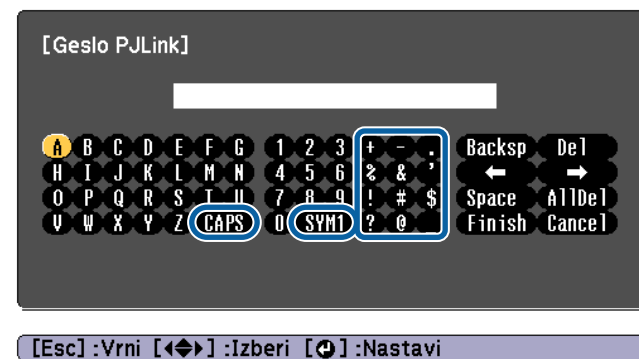 [Geslo PJLink]
A B C D E F G 1 2 3 + - . Backsp Del
H I J K L M N 4 5 6 % & ' ← →
O P Q R S T U 7 8 9 ! # $ Space AllDel
V W X Y Z CAPS 0 SYM1 ? @ _ Finish Cancel
[Esc] :Vrni [◀◆▶] :Izberi [⏎] :Nastavi